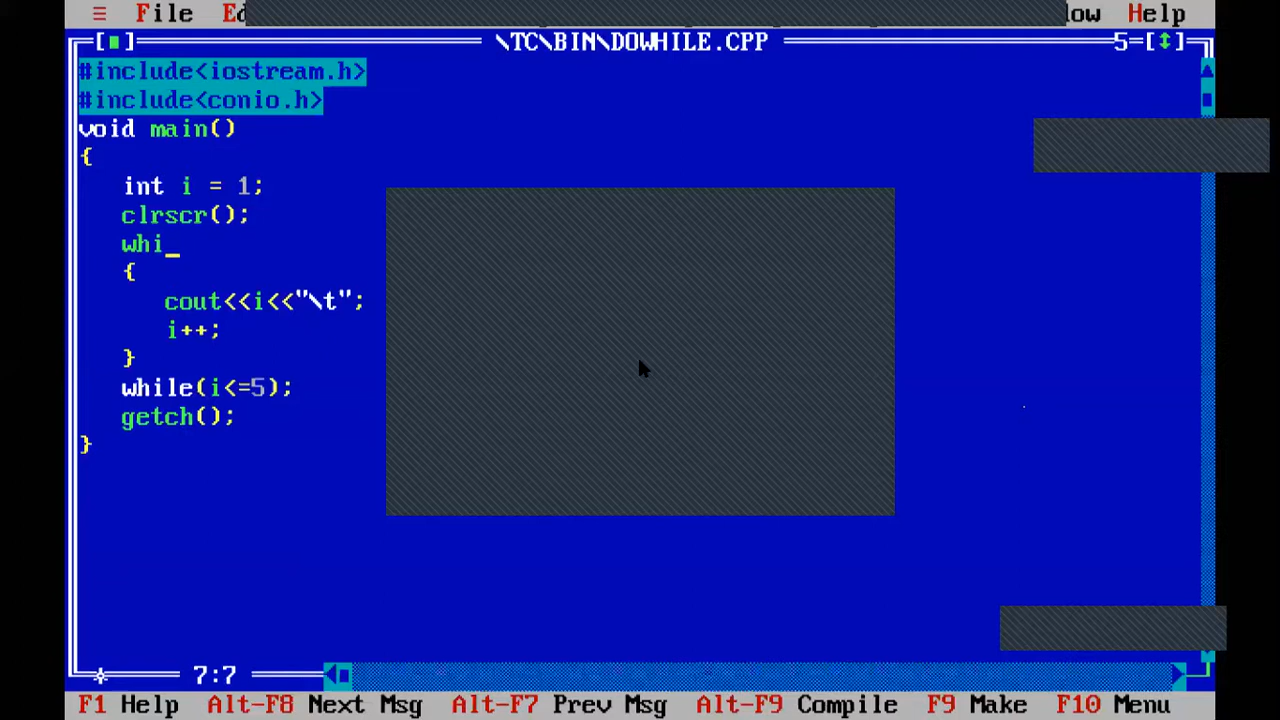 ≡ File
Help
[■] \TC\BIN\DOWHILE.CPP 5=[↕]
#include<iostream.h>
#include<conio.h>
void main()
{
int i = 1;
clrscr();
whi_
{
cout<<i<<"\t";
i++;
}
while(i<=5);
getch();
}
7:7
F1 Help Alt-F8 Next Msg Alt-F7 Prev Msg Alt-F9 Compile F9 Make F10 Menu